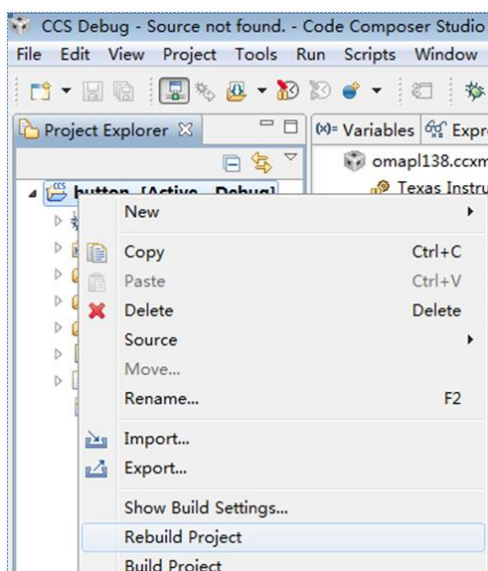 CCS Debug - Source not found. - Code Composer Studio
File Edit View Project Tools Run Scripts Window
Project Explorer
(x)= Variables
omapl138.ccxm
Texas Instru
button [Active - Debug]
New
Copy Ctrl+C
Paste Ctrl+V
Delete Delete
Source
Move...
Rename... F2
Import...
Export...
Show Build Settings...
Rebuild Project
Build Project